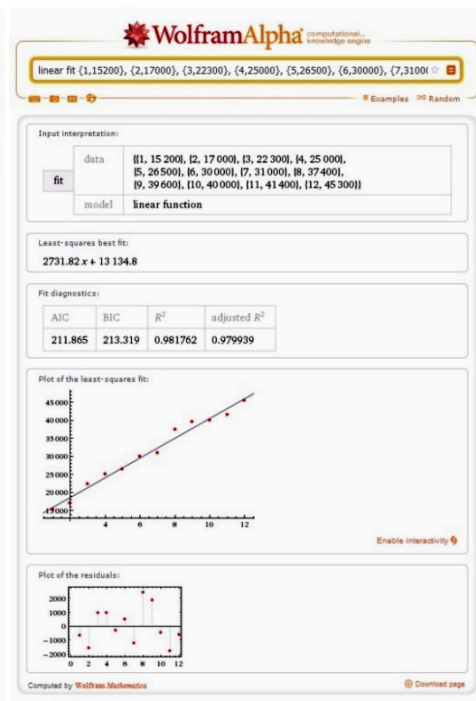 WolframAlpha computational.. knowledge engine
linear fit {1,15200}, {2,17000}, {3,22300}, {4,25000}, {5,26500}, {6,30000}, {7,3100(
Examples Random
Input interpretation:
fit
data
{{1, 15 200}, {2, 17 000}, {3, 22 300}, {4, 25 000},
{5, 26 500}, {6, 30 000}, {7, 31 000}, {8, 37 400},
{9, 39 600}, {10, 40 000}, {11, 41 400}, {12, 45 300}}
model linear function
Least-squares best fit:
2731.82 x + 13 134.8
Fit diagnostics:
AIC BIC R² adjusted R²
211.865 213.319 0.981762 0.979939
Plot of the least-squares fit:
45 000
40 000
35 000
30 000
25 000
20 000
15 000
4 6 8 10 12
Enable interactivity
Plot of the residuals:
2000
1000
0
-1000
-2000
0 2 4 6 8 10 12
Computed by Wolfram Mathematica
Download page